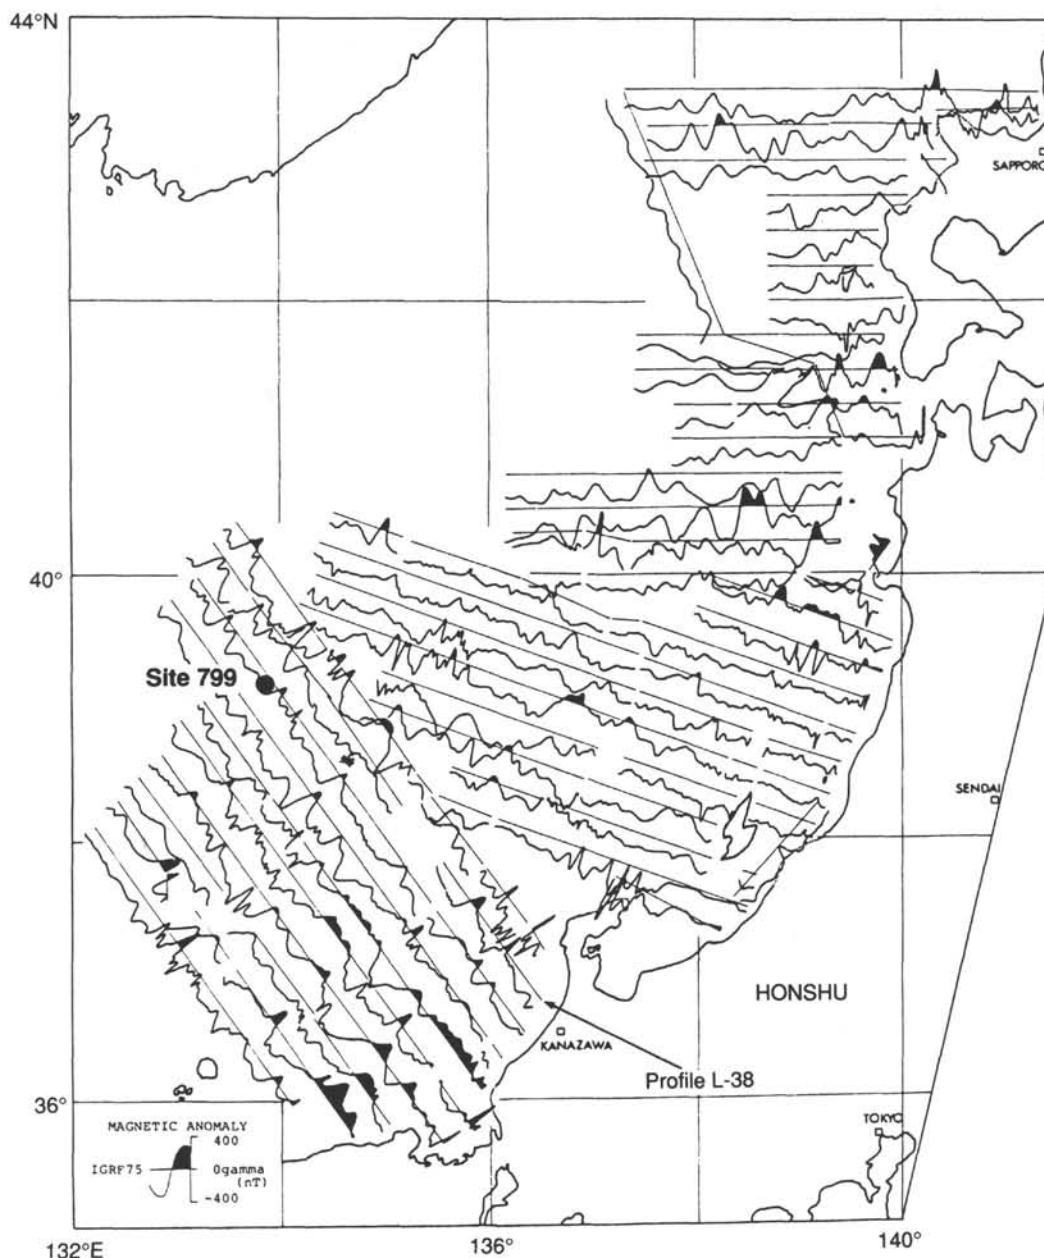 44°N
SAPPORO
40°
Site 799
SENDAI
HONSHU
KANAZAWA
Profile L-38
36°
MAGNETIC ANOMALY
400
IGRF75
0gamma
(nT)
-400
TOKYO
132°E
136°
140°